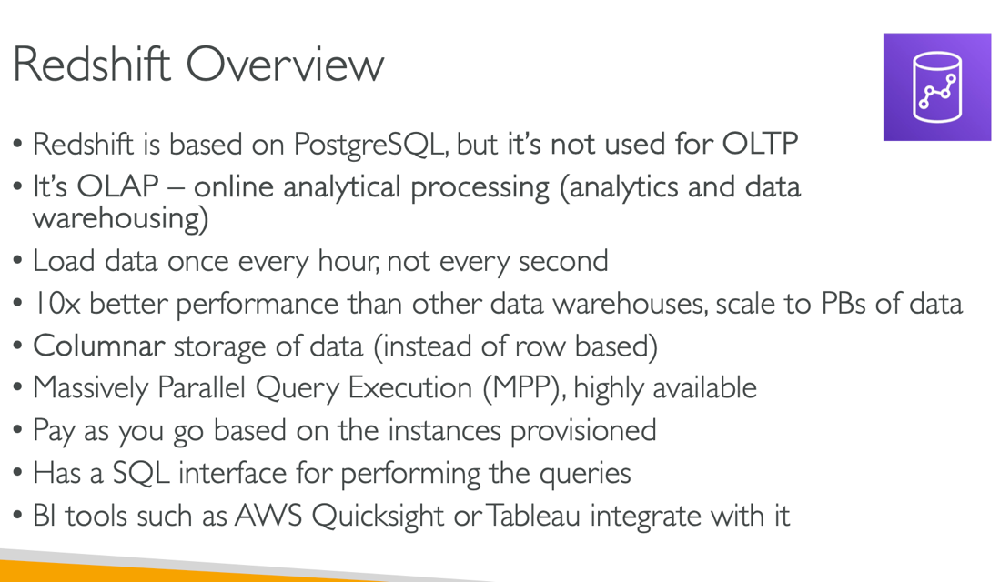 Redshift Overview
• Redshift is based on PostgreSQL, but it's not used for OLTP
• It's OLAP – online analytical processing (analytics and data
warehousing)
• Load data once every hour, not every second
• 10x better performance than other data warehouses, scale to PBs of data
• Columnar storage of data (instead of row based)
• Massively Parallel Query Execution (MPP), highly available
• Pay as you go based on the instances provisioned
• Has a SQL interface for performing the queries
• BI tools such as AWS Quicksight or Tableau integrate with it